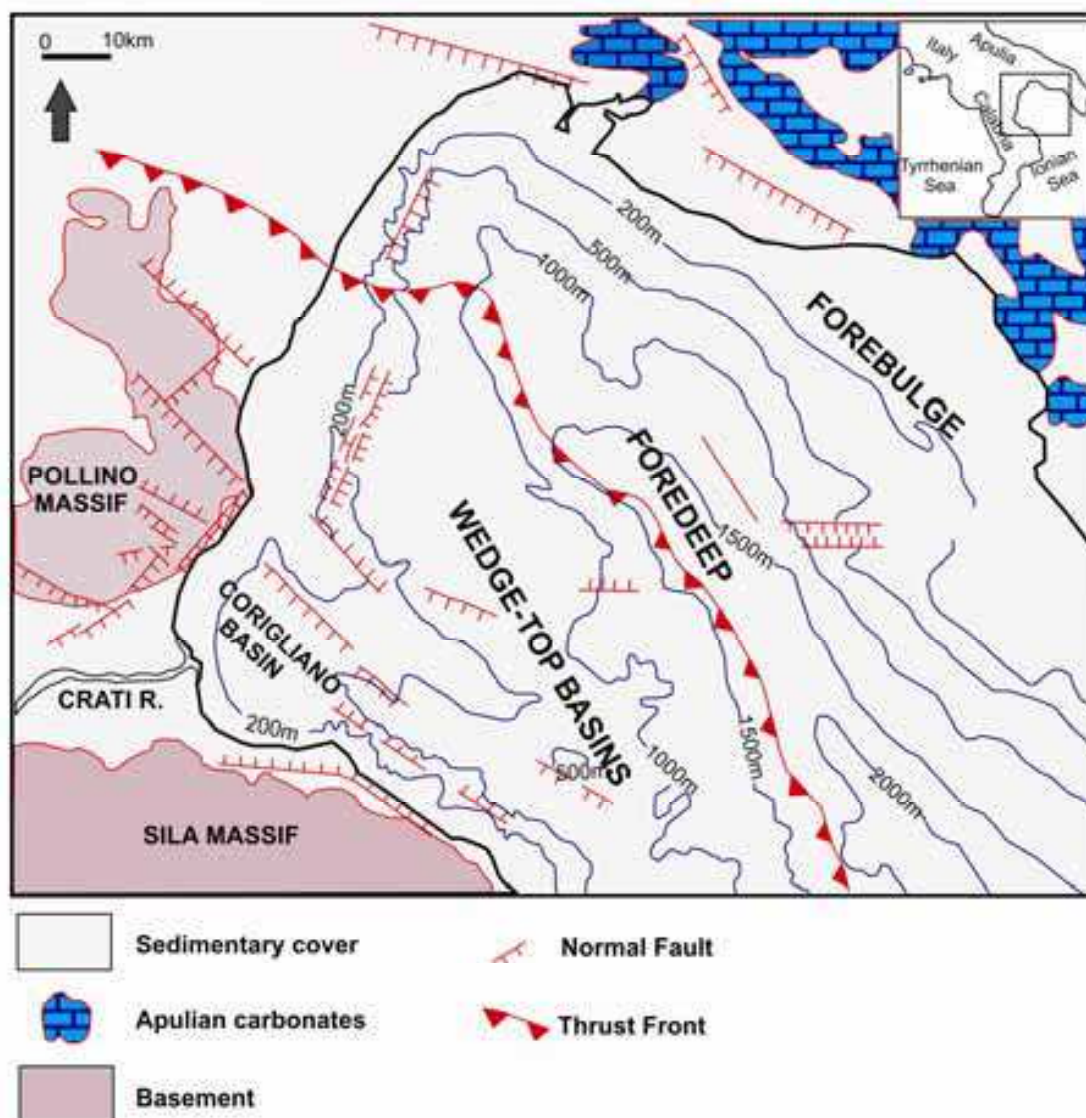 0 10km
Italy
Apulia
Calabria
Tyrrhenian
Sea
Ionian
Sea
200m
500m
1000m
FOREBULGE
200m
FOREDEEP
1500m
POLLINO
MASSIF
WEDGE-TOP BASINS
CORIGLIANO
BASIN
CRATI R.
200m
500m
1000m
1500m
2000m
SILA MASSIF
Sedimentary cover
Normal Fault
Apulian carbonates
Thrust Front
Basement